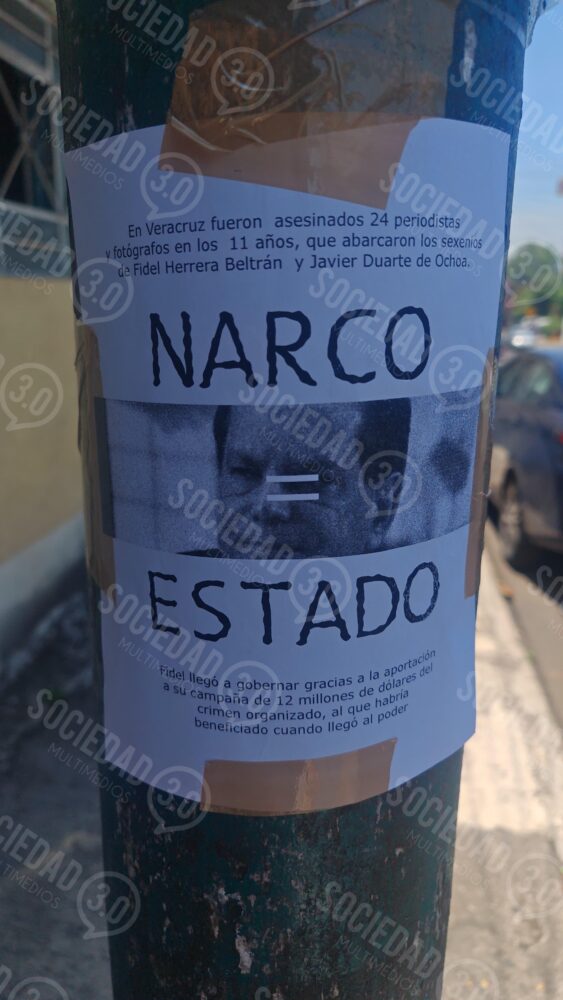 En Veracruz fueron asesinados 24 periodistas
y fotógrafos en los 11 años, que abarcaron los sexenios
de Fidel Herrera Beltrán y Javier Duarte de Ochoa.
NARCO
=
ESTADO
Fidel llegó a gobernar gracias a la aportación
a su campaña de 12 millones de dólares del
crimen organizado, al que habría
beneficiado cuando llegó al poder
SOCIEDAD 3.0
MULTIMEDIOS